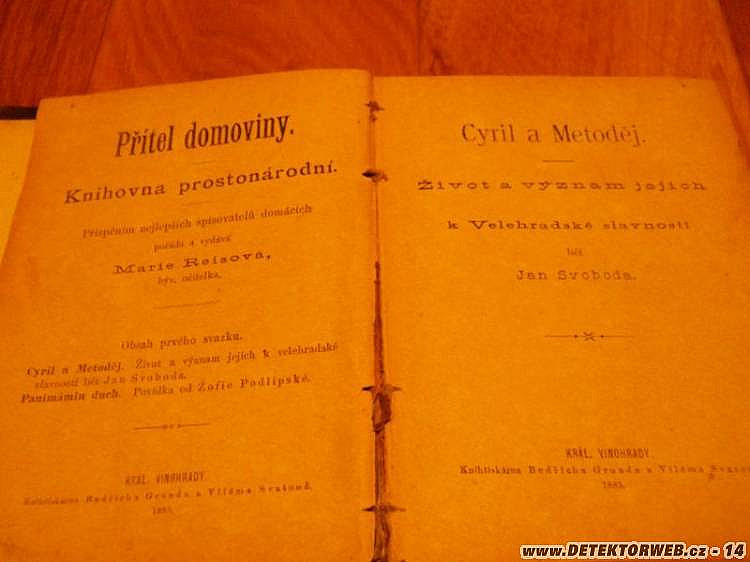 Přítel domoviny.
Knihovna prostonárodní.
Přispěním nejlepších spisovatelů domácích
pořádá a vydává
Marie Reisová,
býv. učitelka.
Obsah prvého svazku.
Cyril a Metoděj. Život a význam jejich k velehradské
slavnosti líčí Jan Svoboda.
Panímámin duch. Povídka od Žofie Podlipské.
KRÁL. VINOHRADY.
Knihtiskárna Bedřicha Grunda a Viléma Svatoně.
1885.
Cyril a Metoděj.
Život a význam jejich
k Velehradské slavnosti
líčí
Jan Svoboda.
KRÁL. VINOHRADY.
Knihtiskárna Bedřicha Grunda a Viléma Svatoně.
1885.
www.DETEKTORWEB.cz - 14